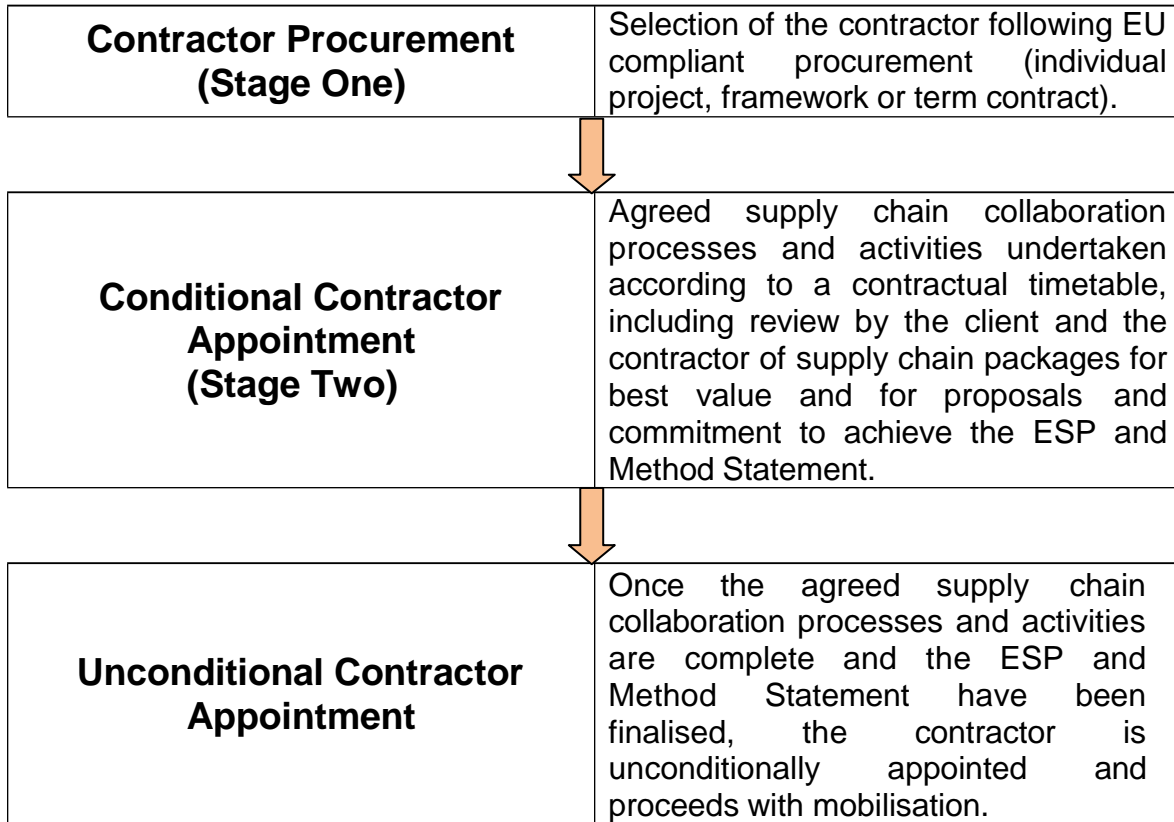 Contractor Procurement
(Stage One)
Selection of the contractor following EU
compliant procurement (individual
project, framework or term contract).
Conditional Contractor
Appointment
(Stage Two)
Agreed supply chain collaboration
processes and activities undertaken
according to a contractual timetable,
including review by the client and the
contractor of supply chain packages for
best value and for proposals and
commitment to achieve the ESP and
Method Statement.
Unconditional Contractor
Appointment
Once the agreed supply chain
collaboration processes and activities
are complete and the ESP and
Method Statement have been
finalised, the contractor is
unconditionally appointed and
proceeds with mobilisation.